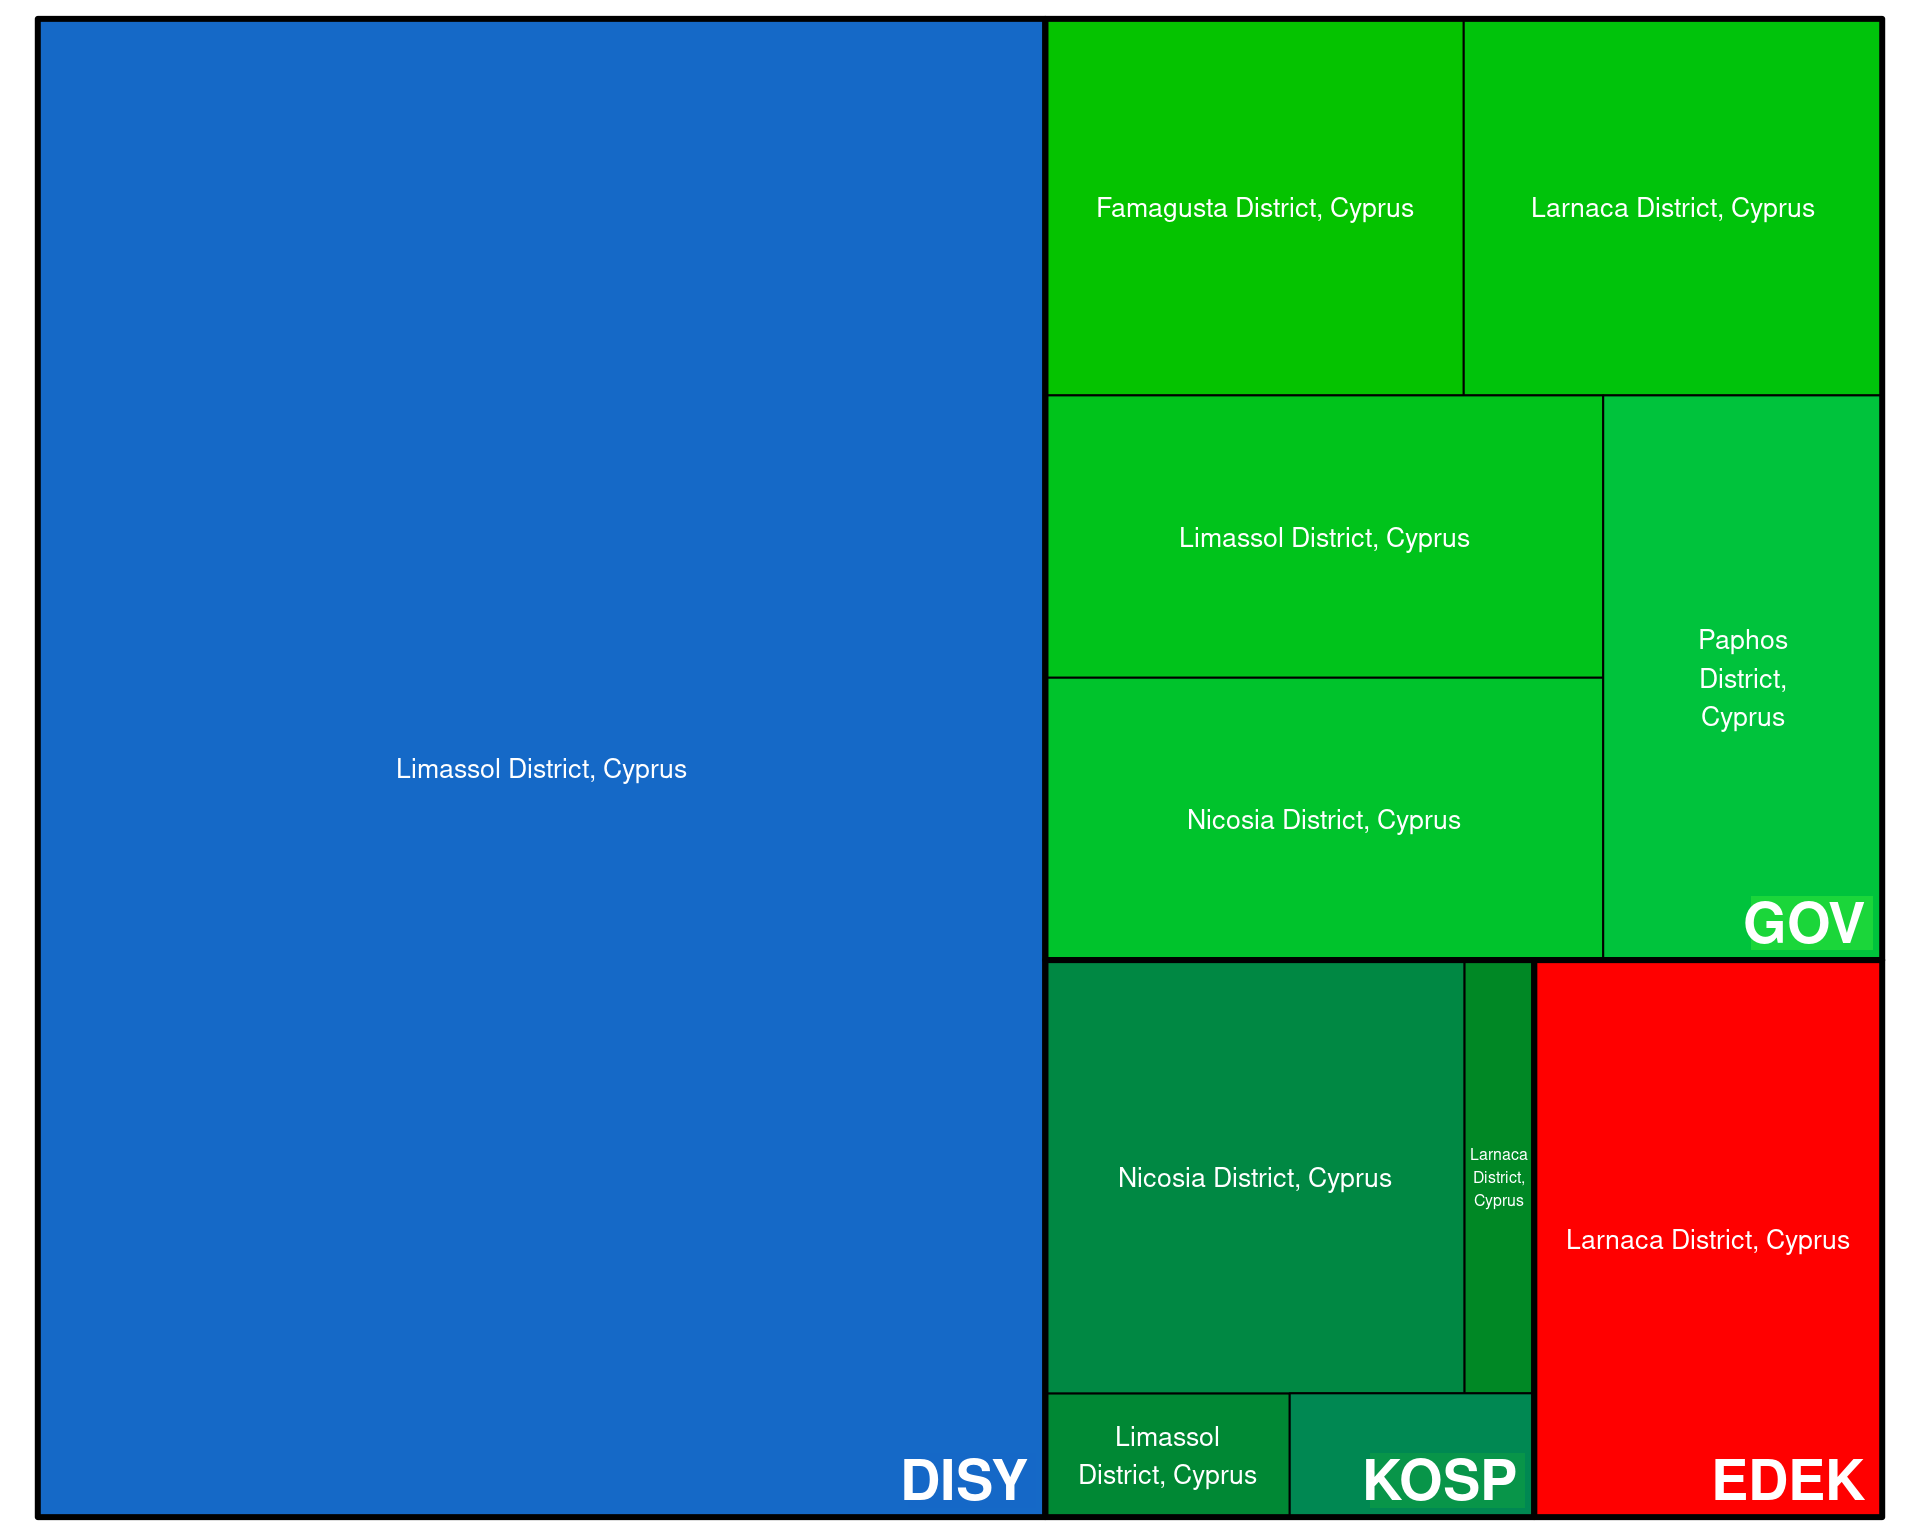 Limassol District, Cyprus
DISY
Famagusta District, Cyprus
Larnaca District, Cyprus
Limassol District, Cyprus
Nicosia District, Cyprus
Paphos
District,
Cyprus
GOV
Nicosia District, Cyprus
Larnaca
District,
Cyprus
Limassol
District, Cyprus
KOSP
Larnaca District, Cyprus
EDEK